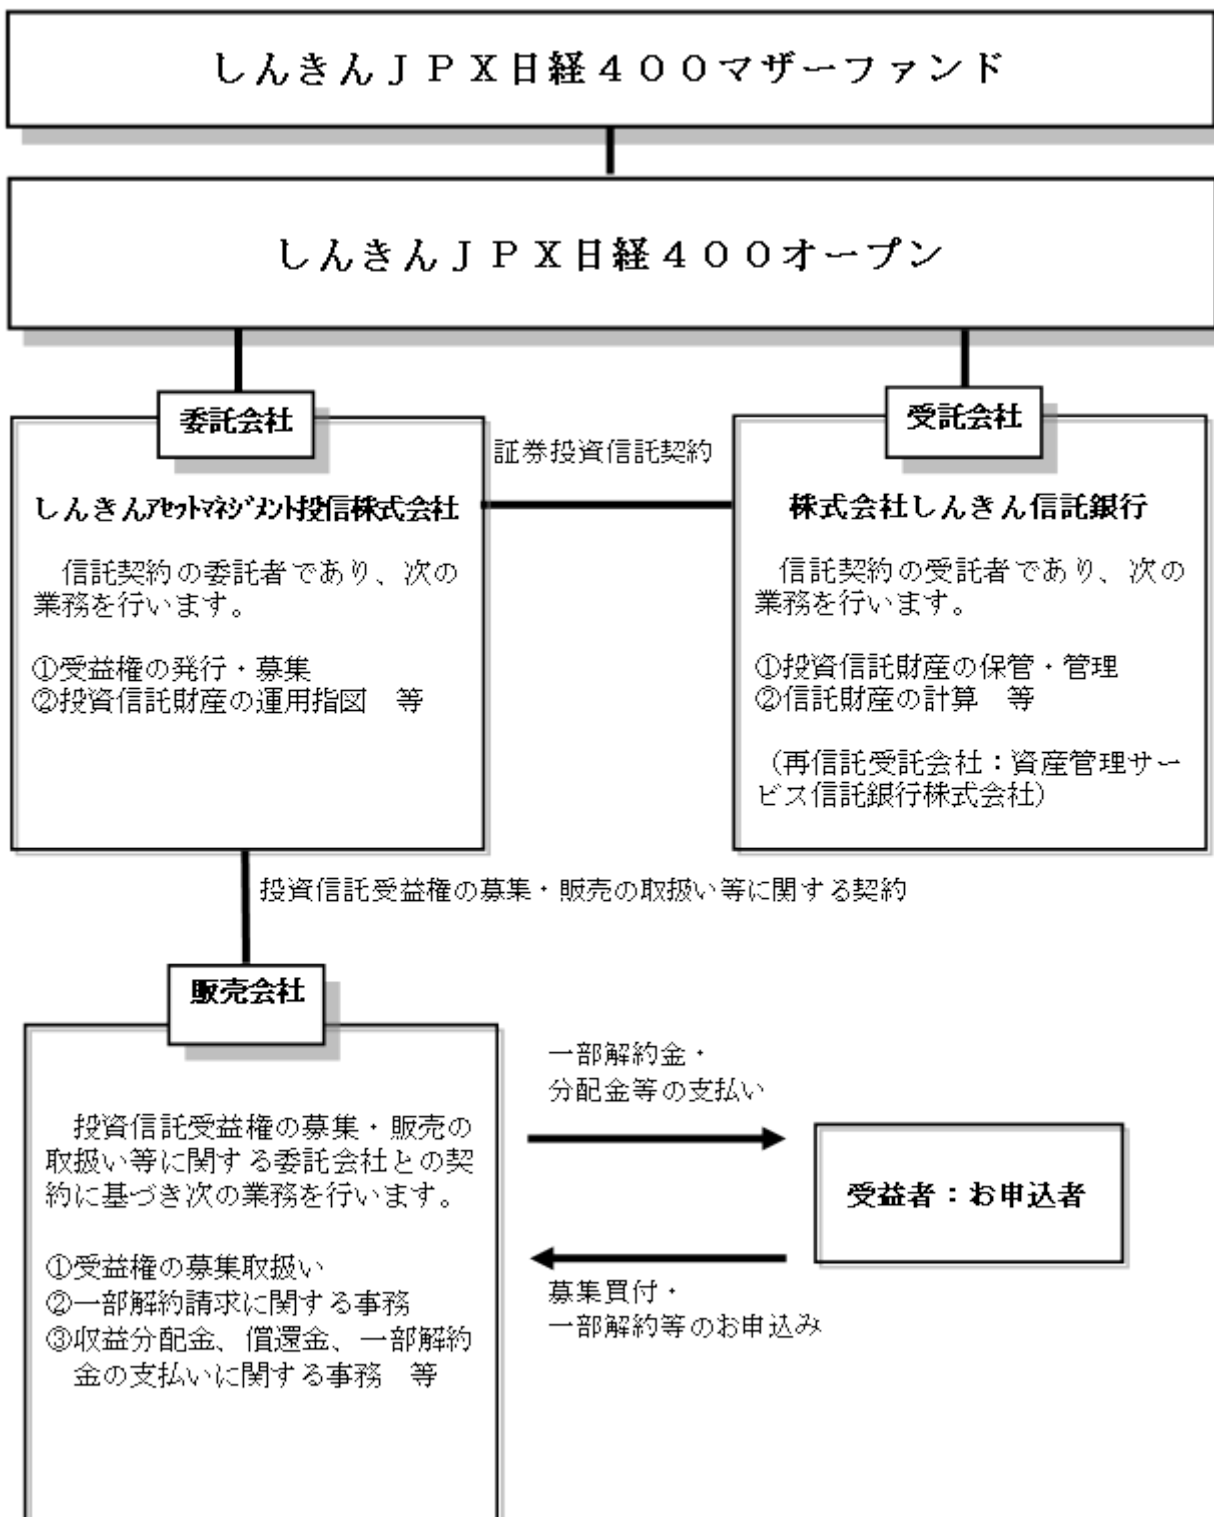 しんきんＪＰＸ日経４００マザーファンド
しんきんＪＰＸ日経４００オープン
委託会社
しんきんｱｾｯﾄﾏﾈｼﾞﾒﾝﾄ投信株式会社
信託契約の委託者であり、次の
業務を行います。
①受益権の発行・募集
②投資信託財産の運用指図　等
証券投資信託契約
受託会社
株式会社しんきん信託銀行
信託契約の受託者であり、次の
業務を行います。
①投資信託財産の保管・管理
②信託財産の計算　等
（再信託受託会社：資産管理サー
ビス信託銀行株式会社）
投資信託受益権の募集・販売の取扱い等に関する契約
販売会社
投資信託受益権の募集・販売の
取扱い等に関する委託会社との契
約に基づき次の業務を行います。
①受益権の募集取扱い
②一部解約請求に関する事務
③収益分配金、償還金、一部解約
金の支払いに関する事務　等
一部解約金・
分配金等の支払い
受益者：お申込者
募集買付・
一部解約等のお申込み